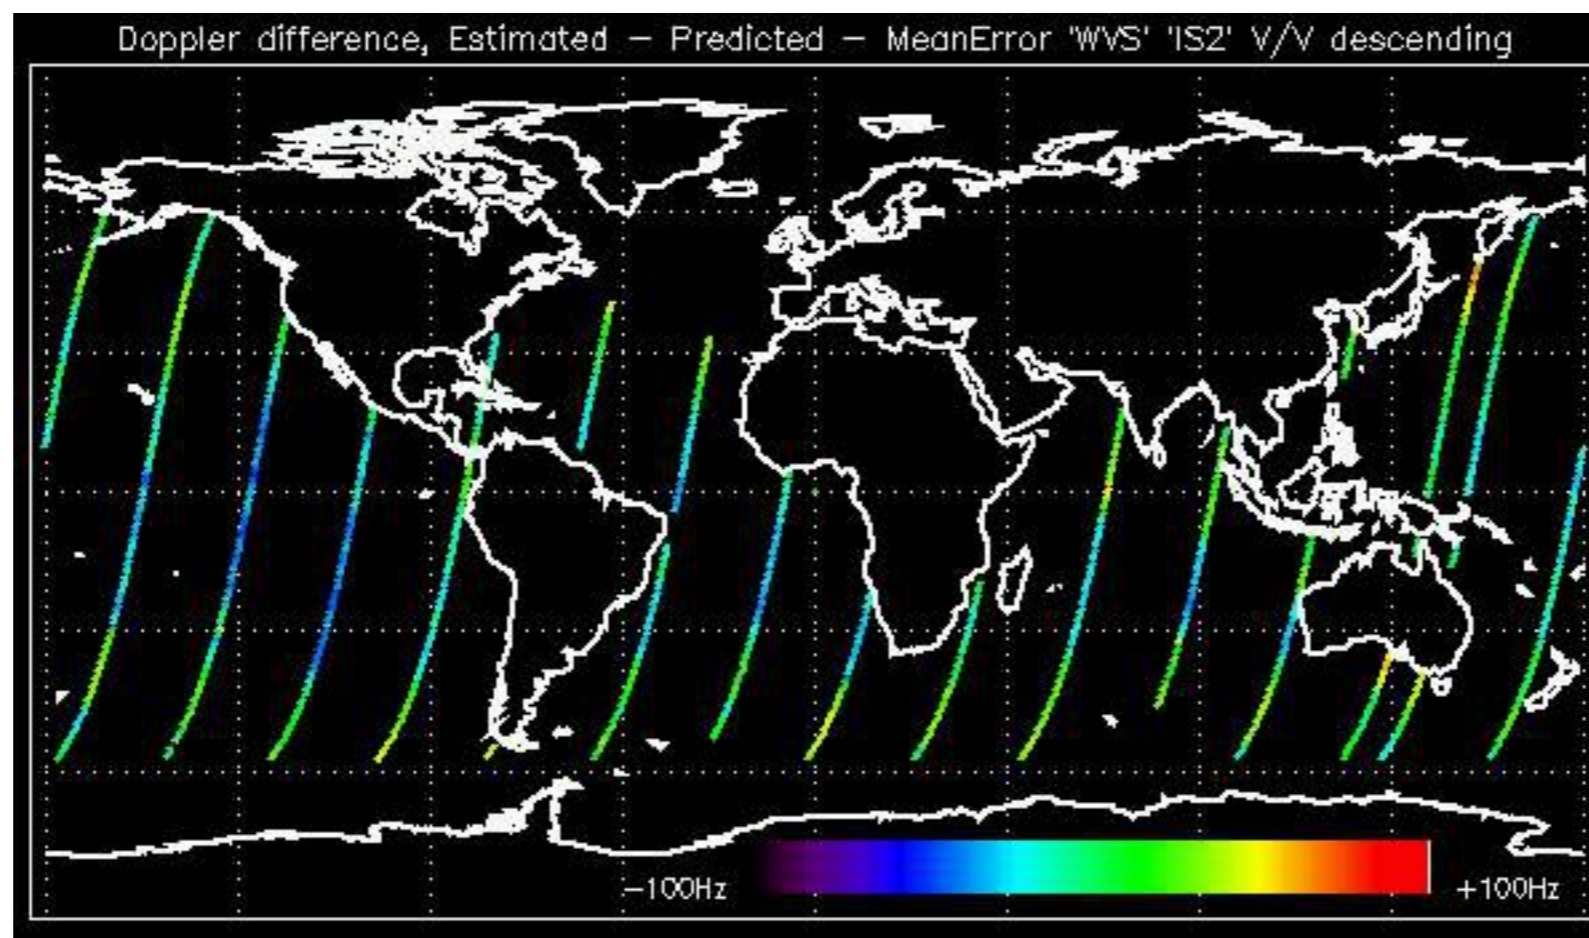 Doppler difference, Estimated − Predicted − MeanError 'WVS' 'IS2' V/V descending
−100Hz +100Hz